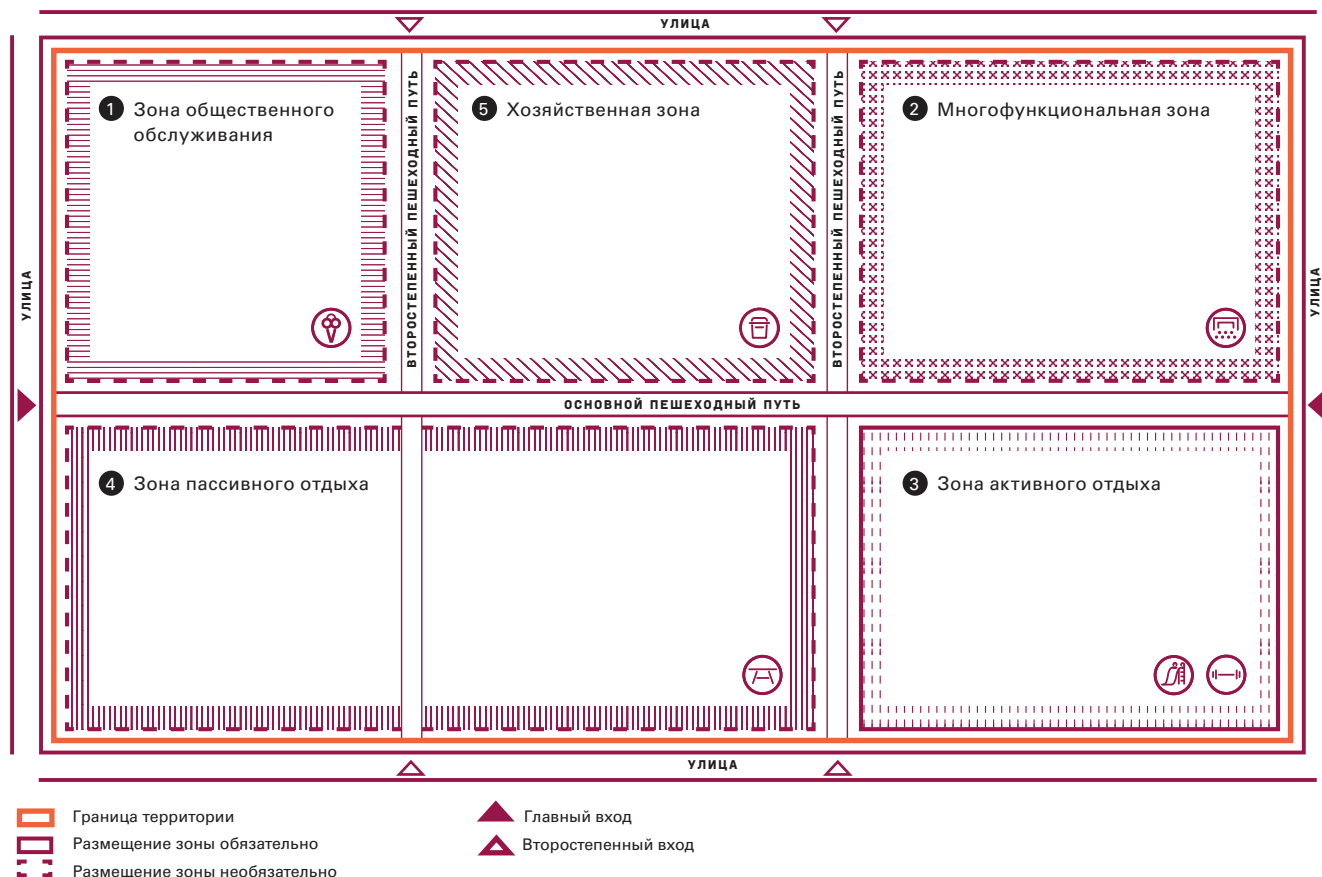 УЛИЦА
1 Зона общественного
обслуживания
5 Хозяйственная зона
2 Многофункциональная зона
ВТОРОСТЕПЕННЫЙ ПЕШЕХОДНЫЙ ПУТЬ
ВТОРОСТЕПЕННЫЙ ПЕШЕХОДНЫЙ ПУТЬ
УЛИЦА
УЛИЦА
ОСНОВНОЙ ПЕШЕХОДНЫЙ ПУТЬ
4 Зона пассивного отдыха
3 Зона активного отдыха
УЛИЦА
Граница территории
Размещение зоны обязательно
Размещение зоны необязательно
Главный вход
Второстепенный вход